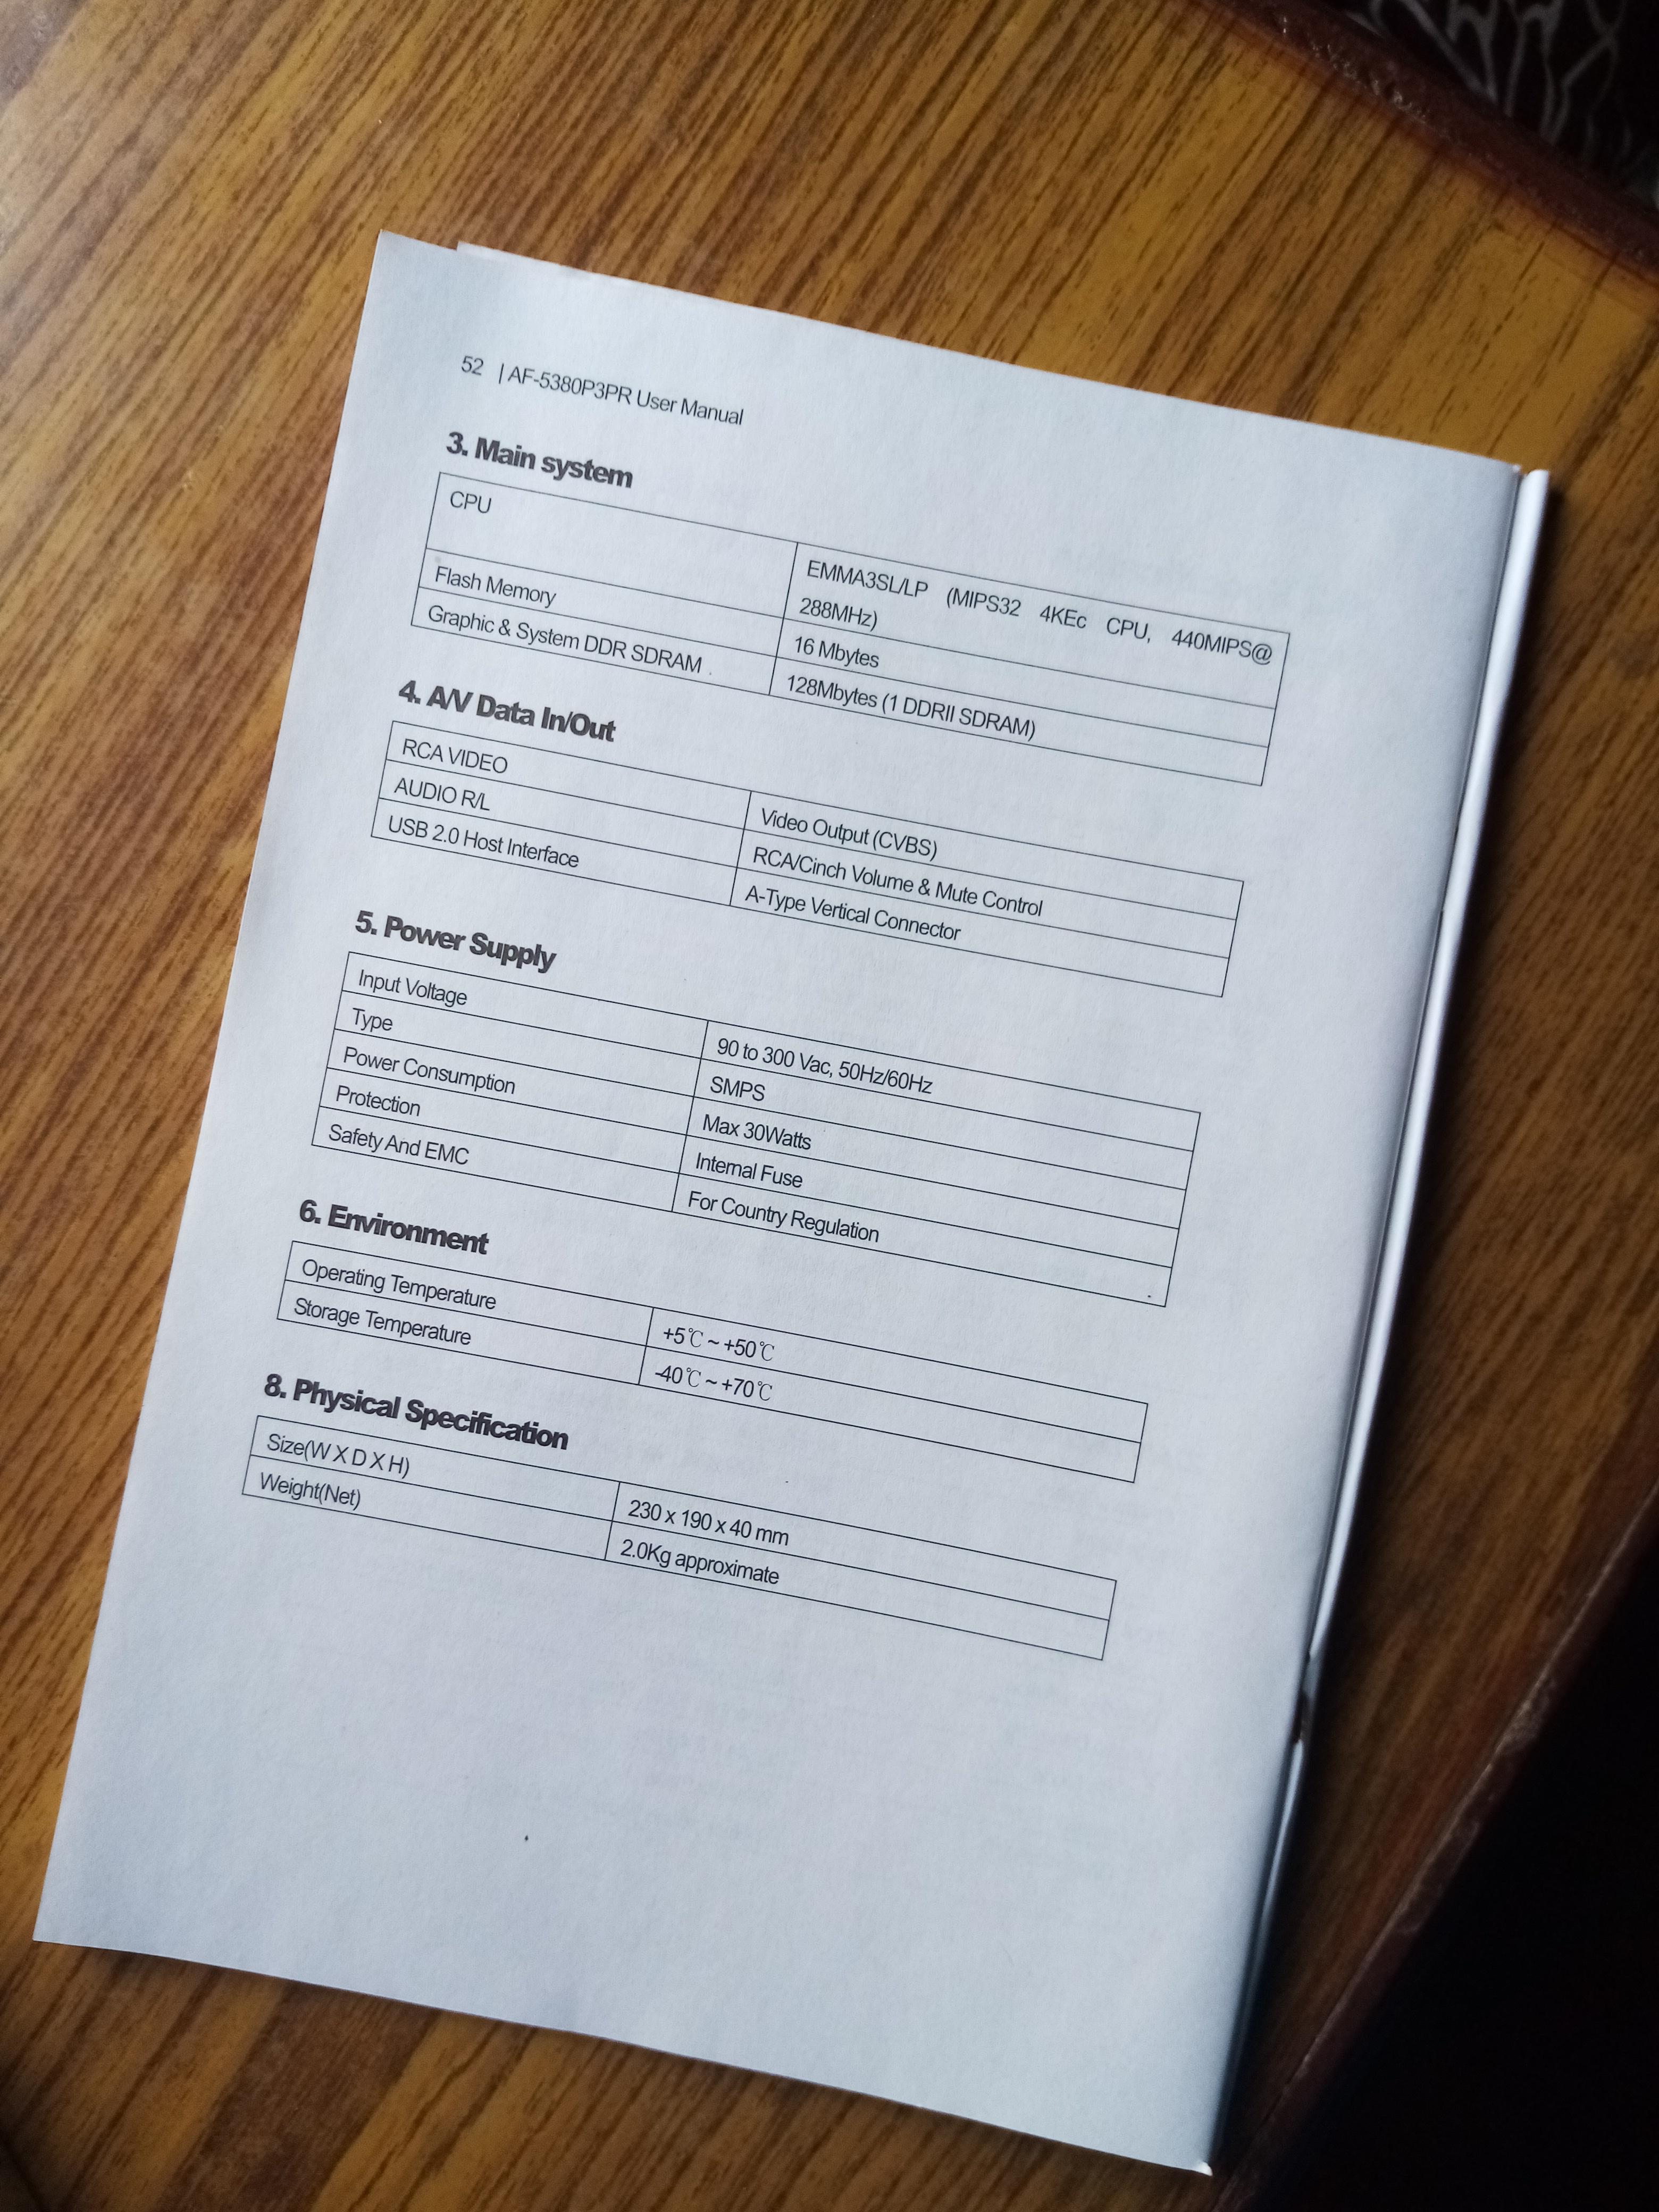 52 | AF-5380P3PR User Manual
3. Main system
CPU EMMA3SL/LP (MIPS32 4KEc CPU, 440MIPS@
288MHz)
Flash Memory 16 Mbytes
Graphic & System DDR SDRAM 128Mbytes (1 DDRII SDRAM)
4. A/V Data In/Out
RCA VIDEO Video Output (CVBS)
AUDIO R/L RCA/Cinch Volume & Mute Control
USB 2.0 Host Interface A-Type Vertical Connector
5. Power Supply
Input Voltage 90 to 300 Vac, 50Hz/60Hz
Type SMPS
Power Consumption Max 30Watts
Protection Internal Fuse
Safety And EMC For Country Regulation
6. Environment
Operating Temperature +5℃ ~ +50℃
Storage Temperature -40℃ ~ +70℃
8. Physical Specification
Size(W X D X H) 230 x 190 x 40 mm
Weight(Net) 2.0Kg approximate